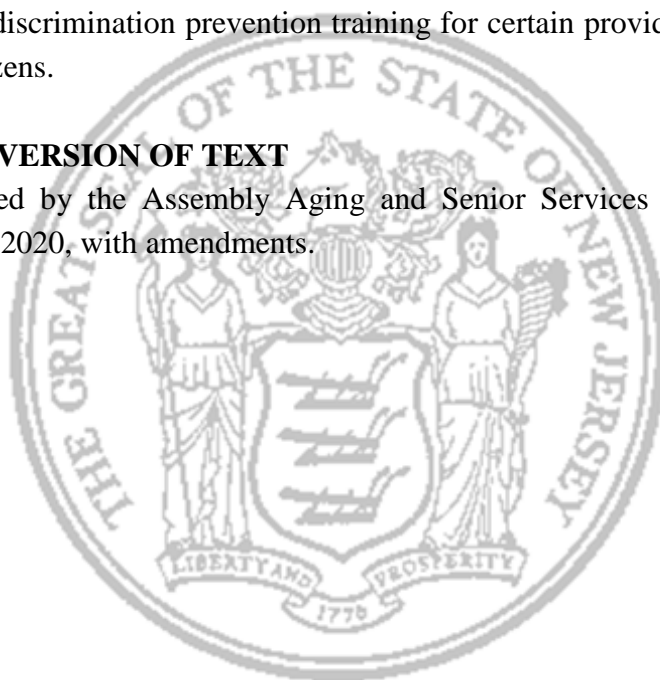 discrimination prevention training for certain provid
zens.
VERSION OF TEXT
ed by the Assembly Aging and Senior Services
2020, with amendments.
THE GREAT SEAL OF THE STATE OF NEW JERSEY
LIBERTY AND PROSPERITY
1776